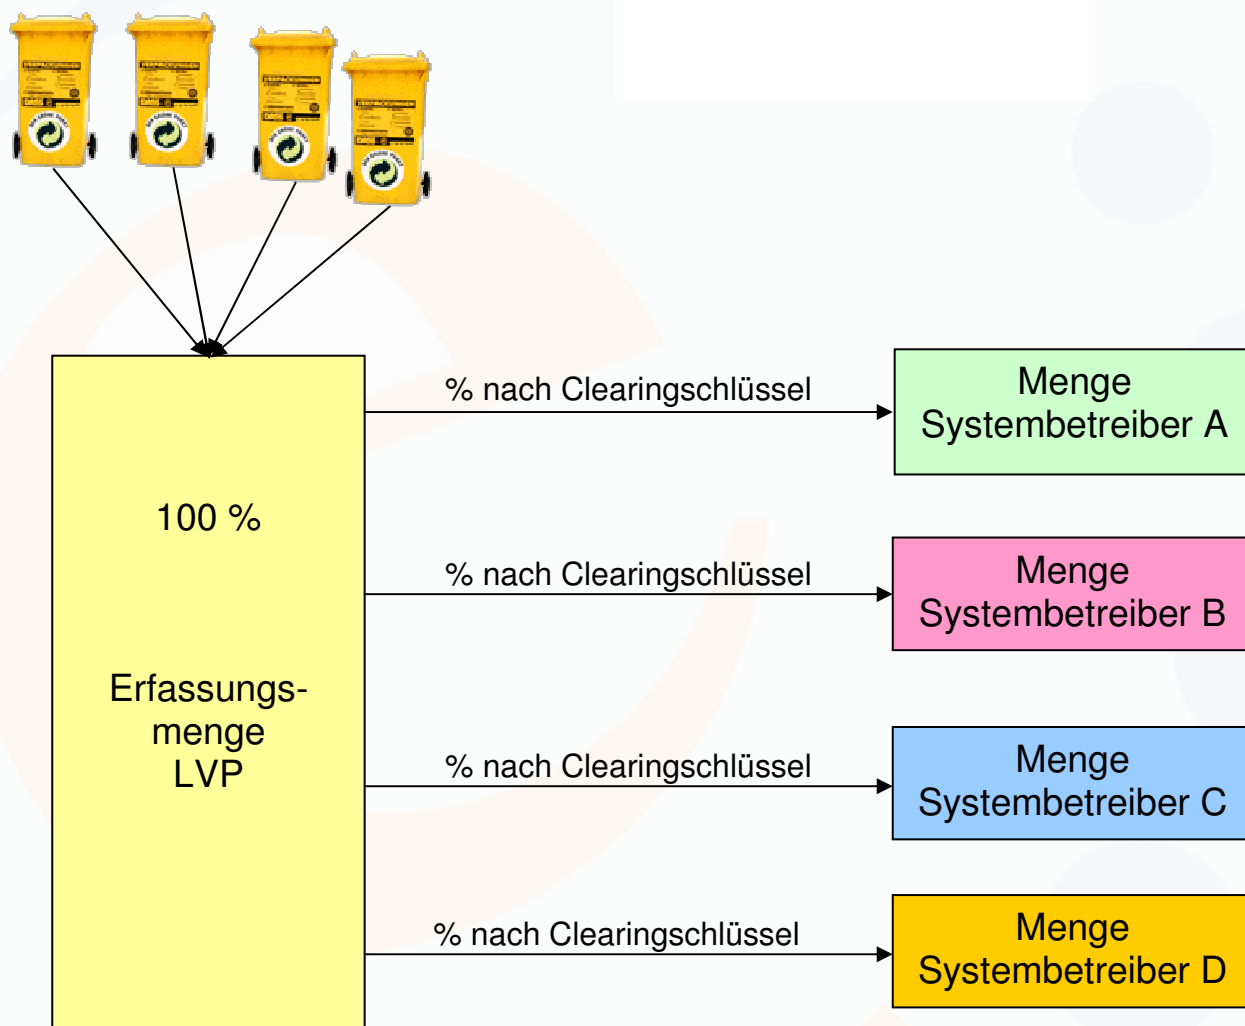 % nach Clearingschlüssel
Menge
Systembetreiber A
100 %
% nach Clearingschlüssel
Menge
Systembetreiber B
Erfassungs-
menge
LVP
% nach Clearingschlüssel
Menge
Systembetreiber C
% nach Clearingschlüssel
Menge
Systembetreiber D